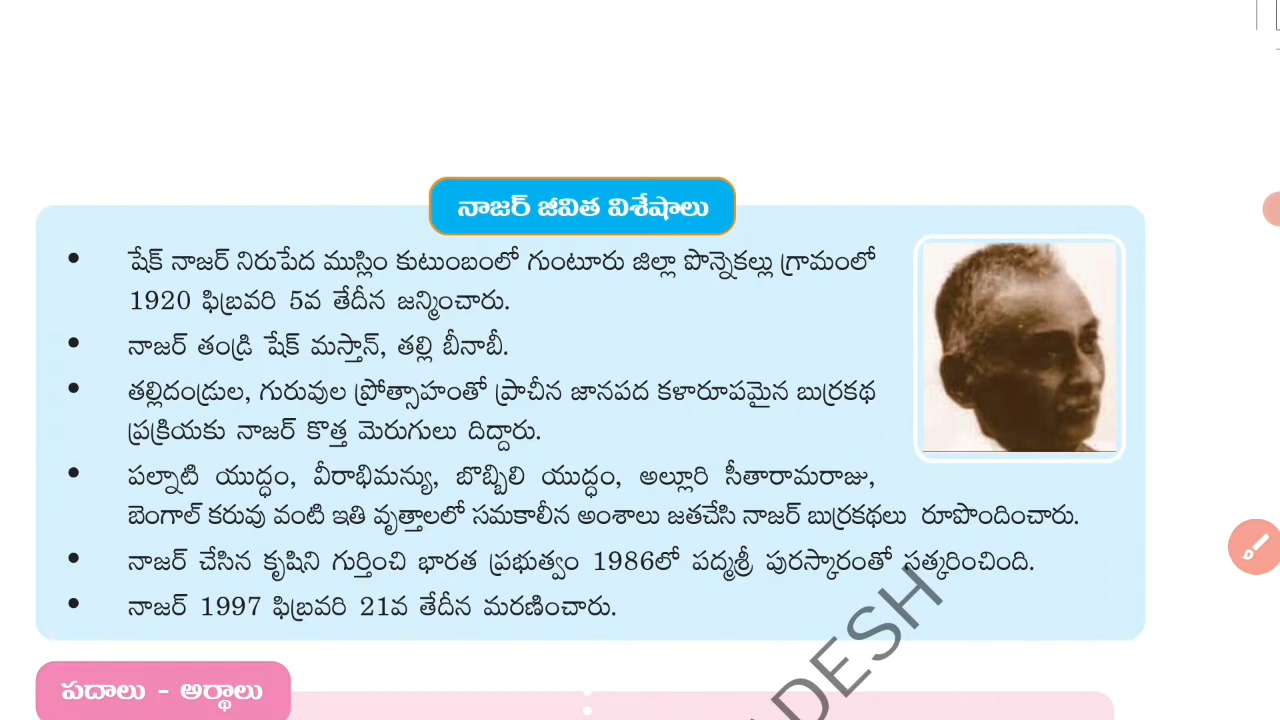 నాజర్ జీవిత విశేషాలు
• షేక్ నాజర్ నిరుపేద ముస్లిం కుటుంబంలో గుంటూరు జిల్లా పొన్నెకల్లు గ్రామంలో
1920 ఫిబ్రవరి 5వ తేదీన జన్మించారు.
• నాజర్ తండ్రి షేక్ మస్తాన్, తల్లి బీనాబీ.
• తల్లిదండ్రుల, గురువుల ప్రోత్సాహంతో ప్రాచీన జానపద కళారూపమైన బుర్రకథ
ప్రక్రియకు నాజర్ కొత్త మెరుగులు దిద్దారు.
• పల్నాటి యుద్ధం, వీరాభిమన్యు, బొబ్బిలి యుద్ధం, అల్లూరి సీతారామరాజు,
బెంగాల్ కరువు వంటి ఇతి వృత్తాలలో సమకాలీన అంశాలు జతచేసి నాజర్ బుర్రకథలు రూపొందించారు.
• నాజర్ చేసిన కృషిని గుర్తించి భారత ప్రభుత్వం 1986లో పద్మశ్రీ పురస్కారంతో సత్కరించింది.
• నాజర్ 1997 ఫిబ్రవరి 21వ తేదీన మరణించారు.
DESH
పదాలు - అర్థాలు